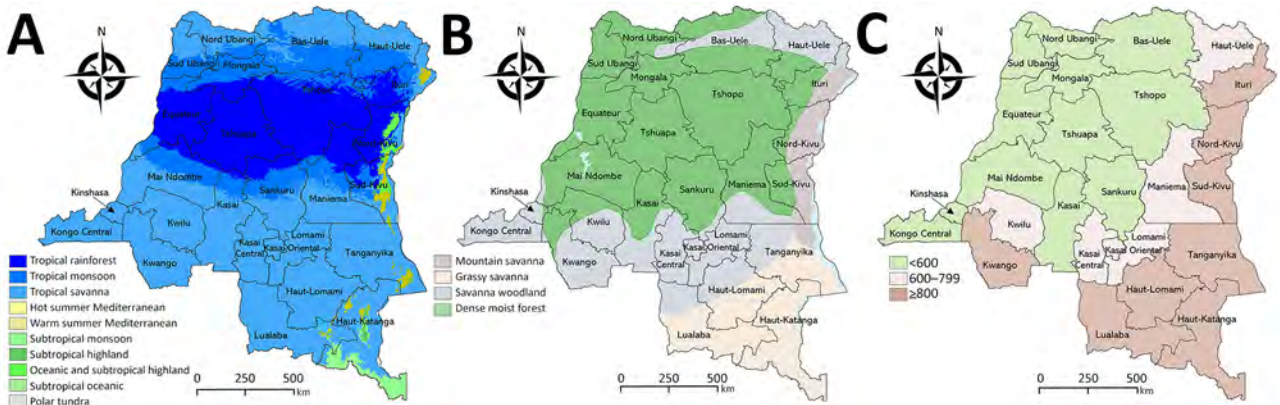 A
N
Nord Ubangi
Bas-Uele
Haut-Uele
Sud Ubangi
Mongala
Ituri
Equateur
Tshuapa
Nord-Kivu
Mai Ndombe
Sankuru
Sud-Kivu
Kinshasa
Kasai
Maniema
Kongo Central
Kwilu
Kwango
Kasai
Central
Kasai
Oriental
Lomami
Tanganyika
Haut-Lomami
Lualaba
Haut-Katanga
Tropical rainforest
Tropical monsoon
Tropical savanna
Hot summer Mediterranean
Warm summer Mediterranean
Subtropical monsoon
Subtropical highland
Oceanic and subtropical highland
Subtropical oceanic
Polar tundra
0 250 500
km
B
N
Nord Ubangi
Bas-Uele
Haut-Uele
Sud Ubangi
Mongala
Ituri
Tshopo
Equateur
Tshuapa
Nord-Kivu
Mai Ndombe
Sankuru
Maniema
Sud-Kivu
Kinshasa
Kasai
Kongo Central
Kwilu
Kwango
Kasai
Central
Kasai
Oriental
Lomami
Tanganyika
Haut-Lomami
Lualaba
Haut-Katanga
Mountain savanna
Grassy savanna
Savanna woodland
Dense moist forest
0 250 500
km
C
N
Nord Ubangi
Bas-Uele
Haut-Uele
Sud Ubangi
Mongala
Ituri
Tshopo
Equateur
Tshuapa
Nord-Kivu
Mai Ndombe
Sankuru
Maniema
Sud-Kivu
Kinshasa
Kasai
Kongo Central
Kwilu
Kwango
Kasai
Central
Kasai
Oriental
Lomami
Tanganyika
Haut-Lomami
Lualaba
Haut-Katanga
<600
600–799
≥800
0 250 500
km